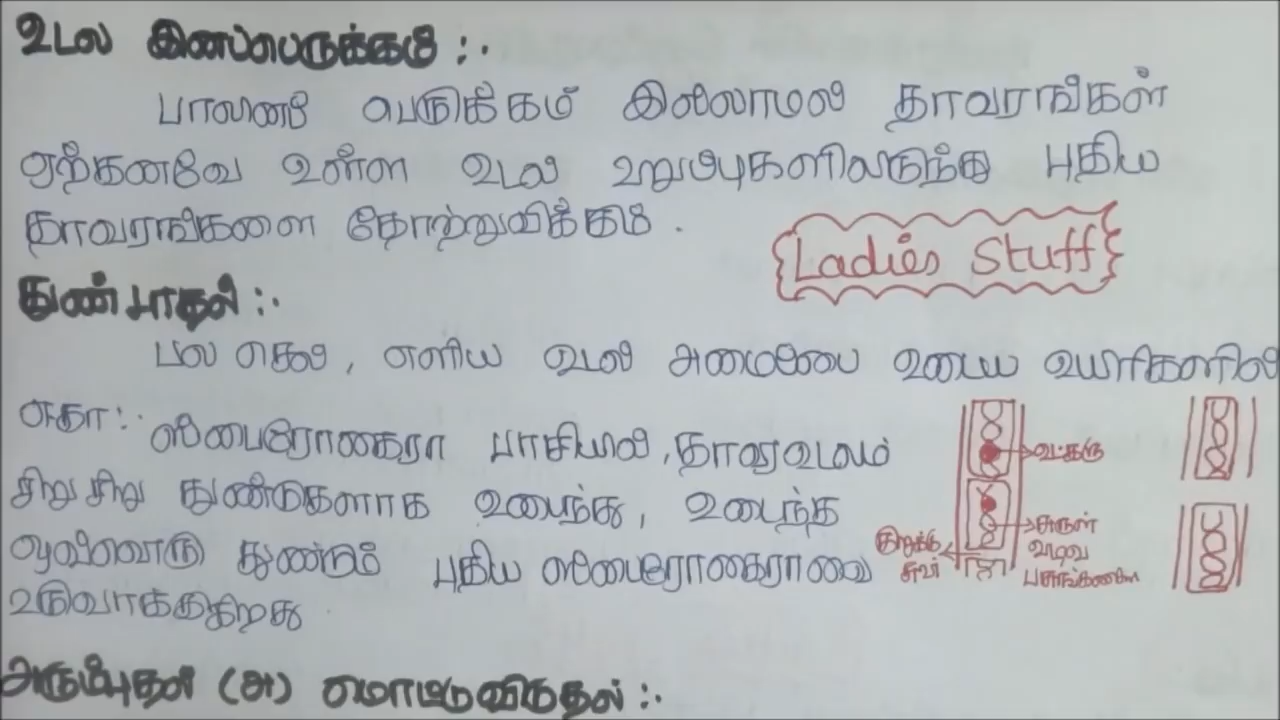 உடல இனப்பெருக்கம் :.
பாலினப் பெருக்கம் இல்லாமல் தாவரங்கள்
ஏற்கனவே உள்ள உடல உறுப்புகளிலிருந்து புதிய
தாவரங்களை தோற்றுவிக்கும் .
Ladies Stuff
துண்டாதல் :.
பல செல் , எளிய உடல் அமைப்பை உடைய உயிரிகளில்
எ.தா :. ஸ்பைரோகைரா பாசியில் , தாவர உடலம்
சிறு சிறு துண்டுகளாக உடைந்து , உடைந்த
ஒவ்வொரு துண்டும் புதிய ஸ்பைரோகைராவை
உருவாக்குகிறது .
உட்கரு
சுருள்
வடிவ
பசுங்கணிகம்
குறுக்கு
சுவர்
அரும்புதல் (அ) மொட்டுவிடுதல் :.